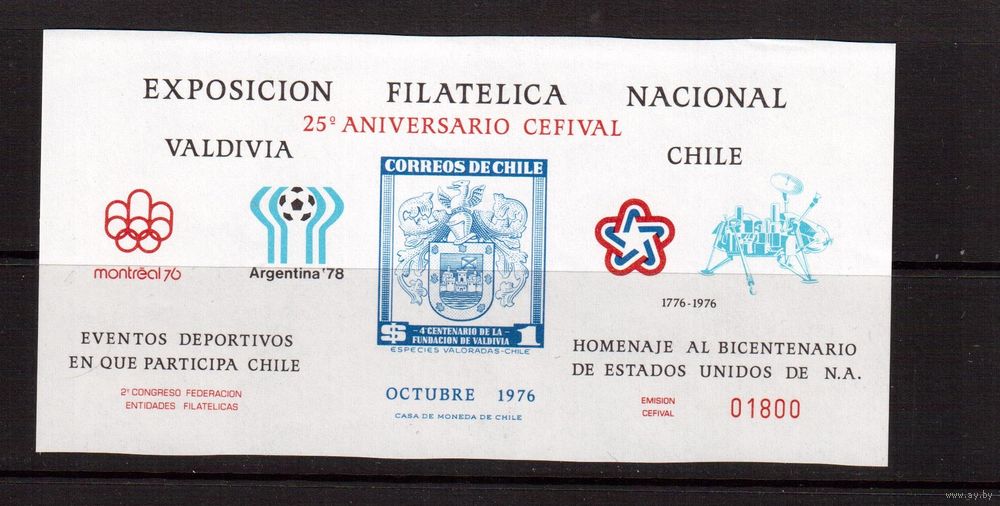 EXPOSICION FILATELICA NACIONAL
25º ANIVERSARIO CEFIVAL
VALDIVIA
CHILE
CORREOS DE CHILE
montréal 76
Argentina '78
1776-1976
$ -4º CENTENARIO DE LA FUNDACION DE VALDIVIA 1
ESPECIES VALORADAS-CHILE
EVENTOS DEPORTIVOS
EN QUE PARTICIPA CHILE
HOMENAJE AL BICENTENARIO
DE ESTADOS UNIDOS DE N.A.
2º CONGRESO FEDERACION
ENTIDADES FILATELICAS
OCTUBRE 1976
CASA DE MONEDA DE CHILE
EMISION
CEFIVAL
01800
www.ay.by